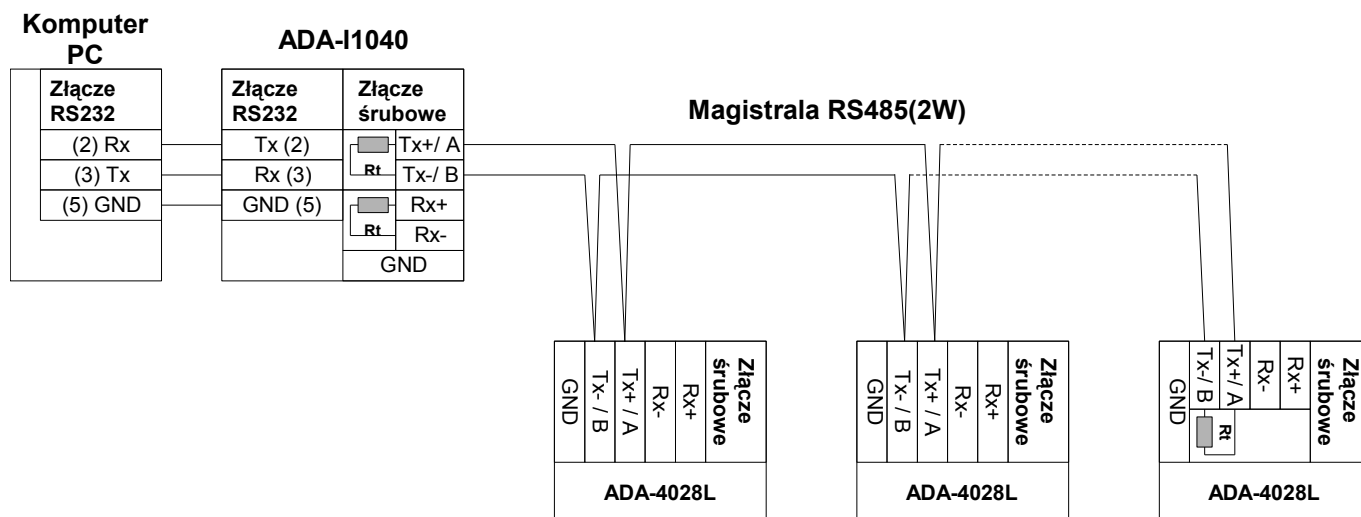 Komputer
PC
ADA-I1040
Złącze
RS232
(2) Rx
(3) Tx
(5) GND
Złącze
RS232
Tx (2)
Rx (3)
GND (5)
Złącze
śrubowe
Rt
Tx+/ A
Tx-/ B
Rt
Rx+
Rx-
GND
Magistrala RS485(2W)
GND
Tx- / B
Tx+ / A
Rx-
Rx+
Złącze
śrubowe
ADA-4028L
GND
Tx- / B
Tx+ / A
Rx-
Rx+
Złącze
śrubowe
ADA-4028L
GND
Tx-/ B
Tx+/ A
Rx-
Rx+
Rt
Złącze
śrubowe
ADA-4028L